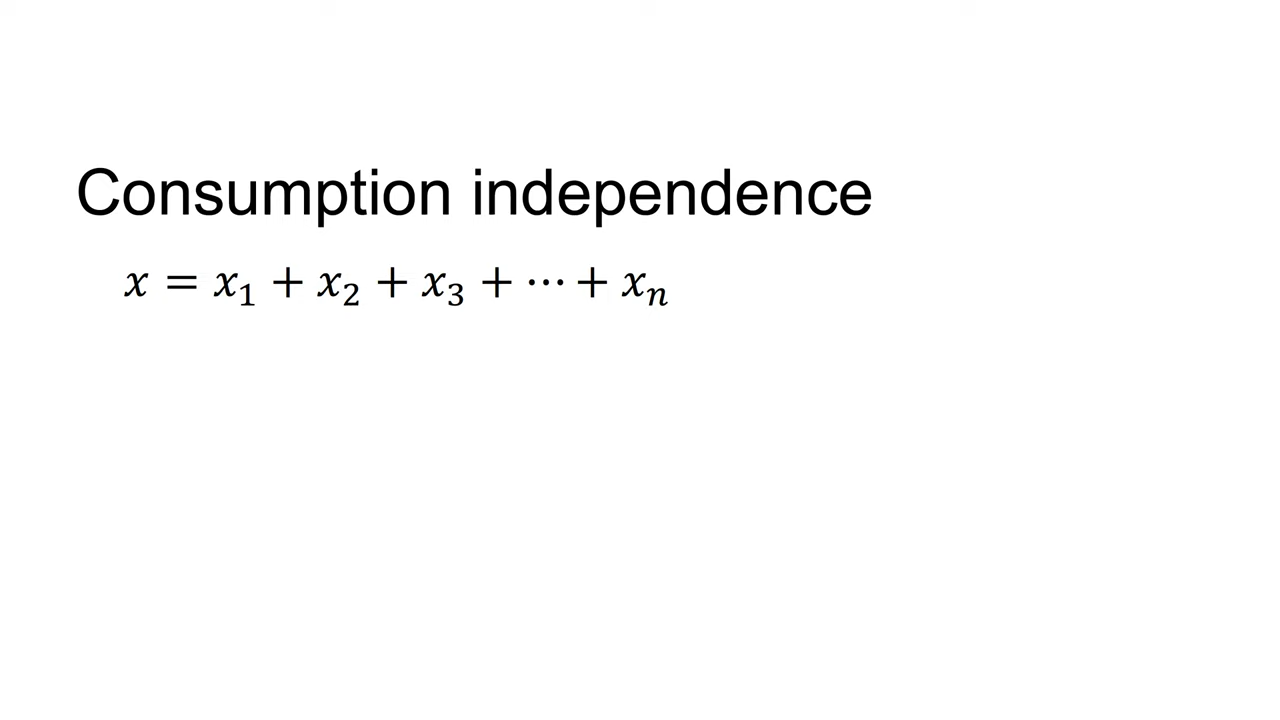 Consumption independence
𝑥 = 𝑥₁ + 𝑥₂ + 𝑥₃ + ⋯ + 𝑥ₙ